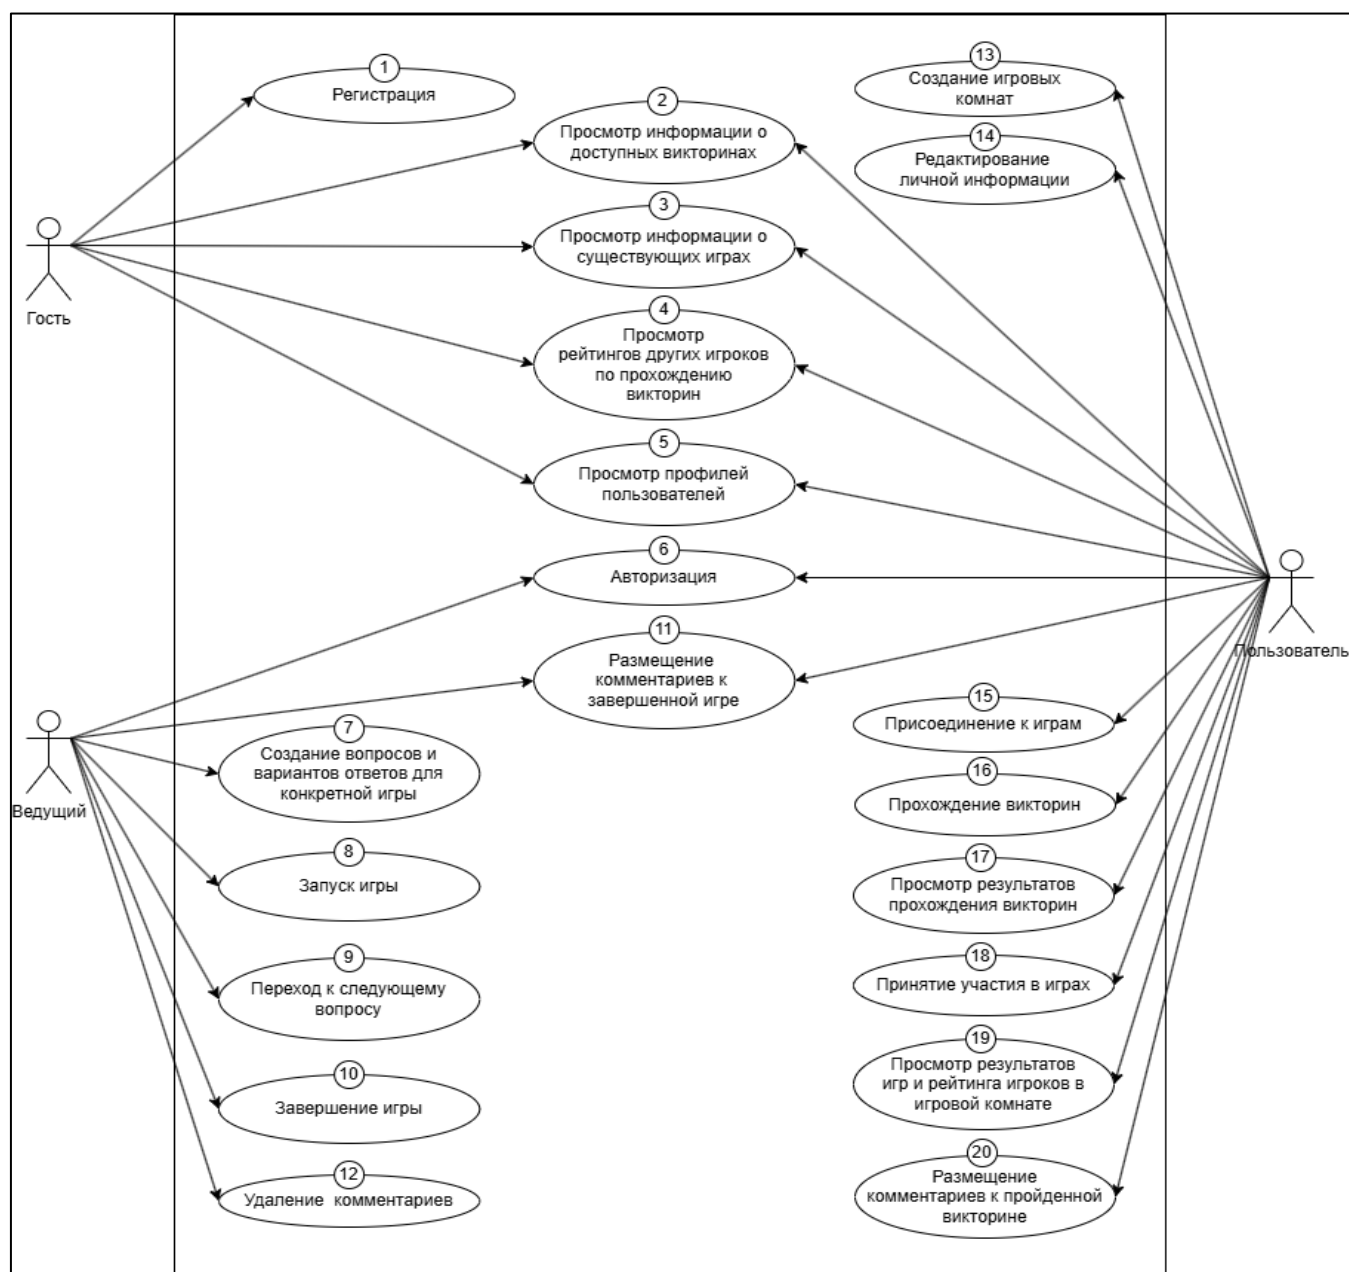 1
Регистрация
2
Просмотр информации о
доступных викторинах
3
Просмотр информации о
существующих играх
4
Просмотр
рейтингов других игроков
по прохождению
викторин
5
Просмотр профилей
пользователей
6
Авторизация
11
Размещение
комментариев к
завершенной игре
13
Создание игровых
комнат
14
Редактирование
личной информации
Гость
Пользователь
Ведущий
7
Создание вопросов и
вариантов ответов для
конкретной игры
8
Запуск игры
9
Переход к следующему
вопросу
10
Завершение игры
12
Удаление комментариев
15
Присоединение к играм
16
Прохождение викторин
17
Просмотр результатов
прохождения викторин
18
Принятие участия в играх
19
Просмотр результатов
игр и рейтинга игроков в
игровой комнате
20
Размещение
комментариев к пройденной
викторине